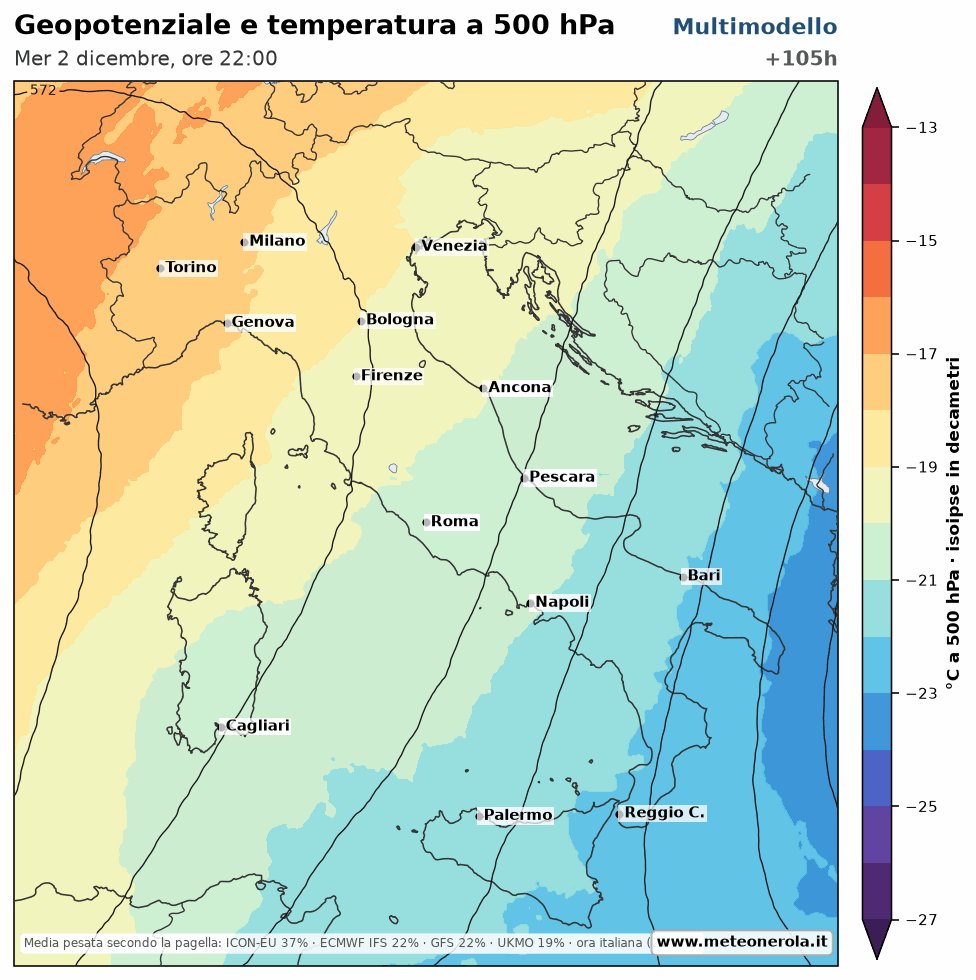 Geopotenziale e temperatura a 500 hPa
Multimodello
Mer 2 dicembre, ore 22:00
+105h
572
Milano
Venezia
Torino
Genova
Bologna
Firenze
Ancona
Pescara
Roma
Bari
Napoli
Cagliari
Palermo
Reggio C.
−13
−15
−17
−19
−21
−23
−25
−27
°C a 500 hPa · isoipse in decametri
Media pesata secondo la pagella: ICON-EU 37% · ECMWF IFS 22% · GFS 22% · UKMO 19% · ora italiana (
www.meteonerola.it